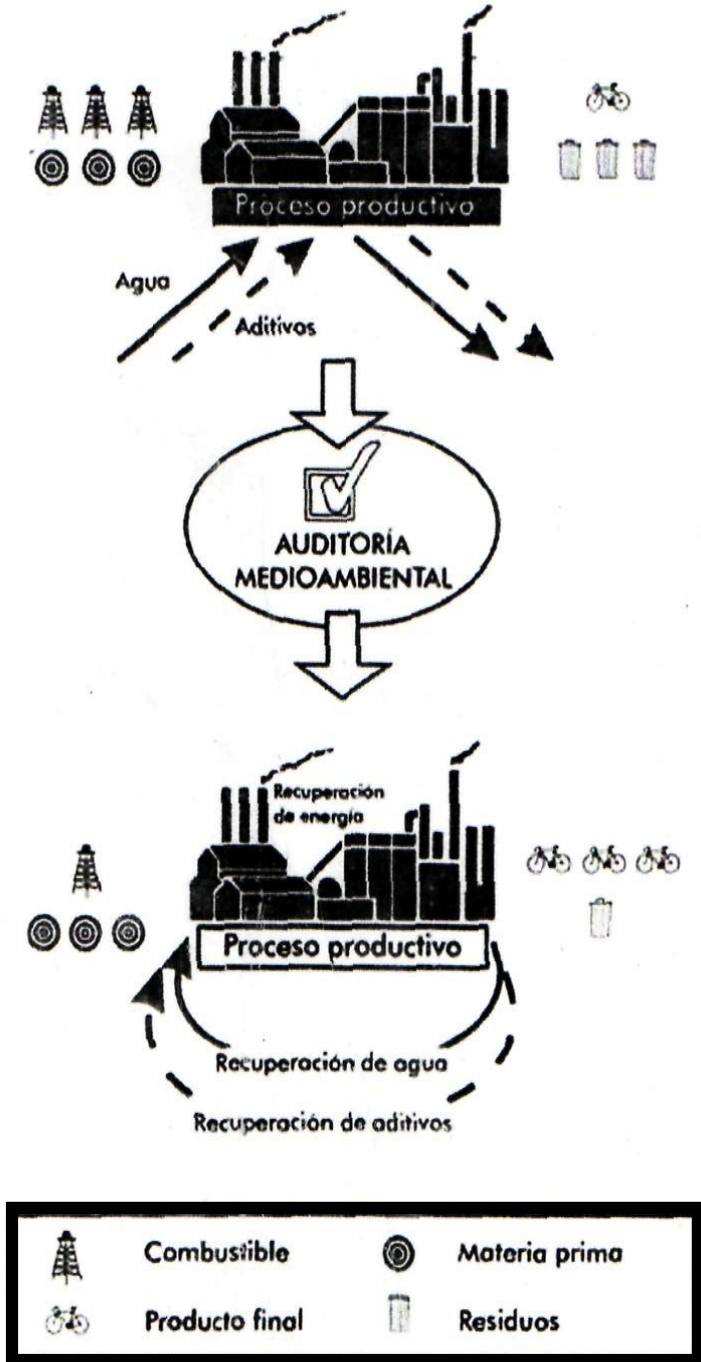 Proceso productivo
Agua
Aditivos
AUDITORÍA
MEDIOAMBIENTAL
Recuperación
de energía
Proceso productivo
Recuperación de agua
Recuperación de aditivos
Combustible
Materia prima
Producto final
Residuos